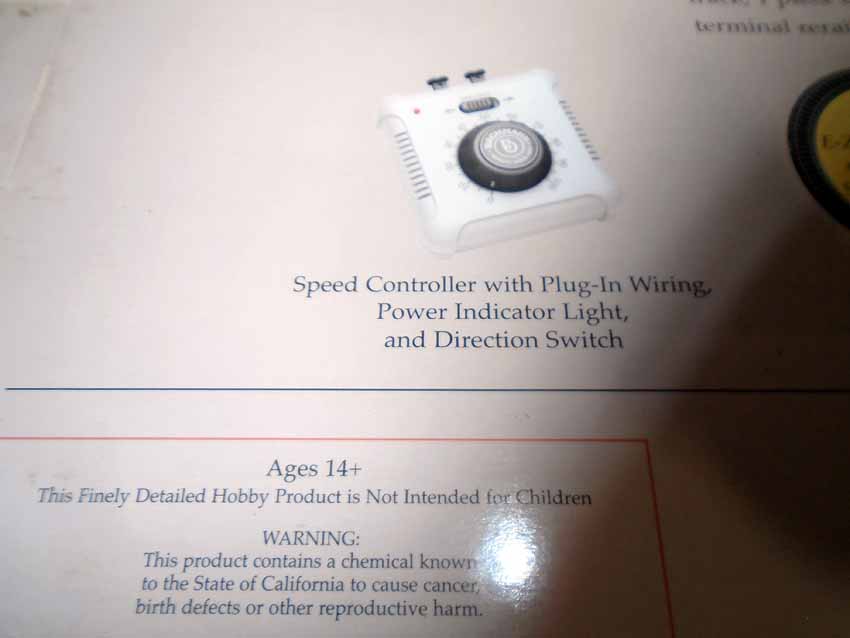 terminal rerai
Speed Controller with Plug-In Wiring,
Power Indicator Light,
and Direction Switch
E-Z
Ages 14+
This Finely Detailed Hobby Product is Not Intended for Children
WARNING:
This product contains a chemical known
to the State of California to cause cancer,
birth defects or other reproductive harm.